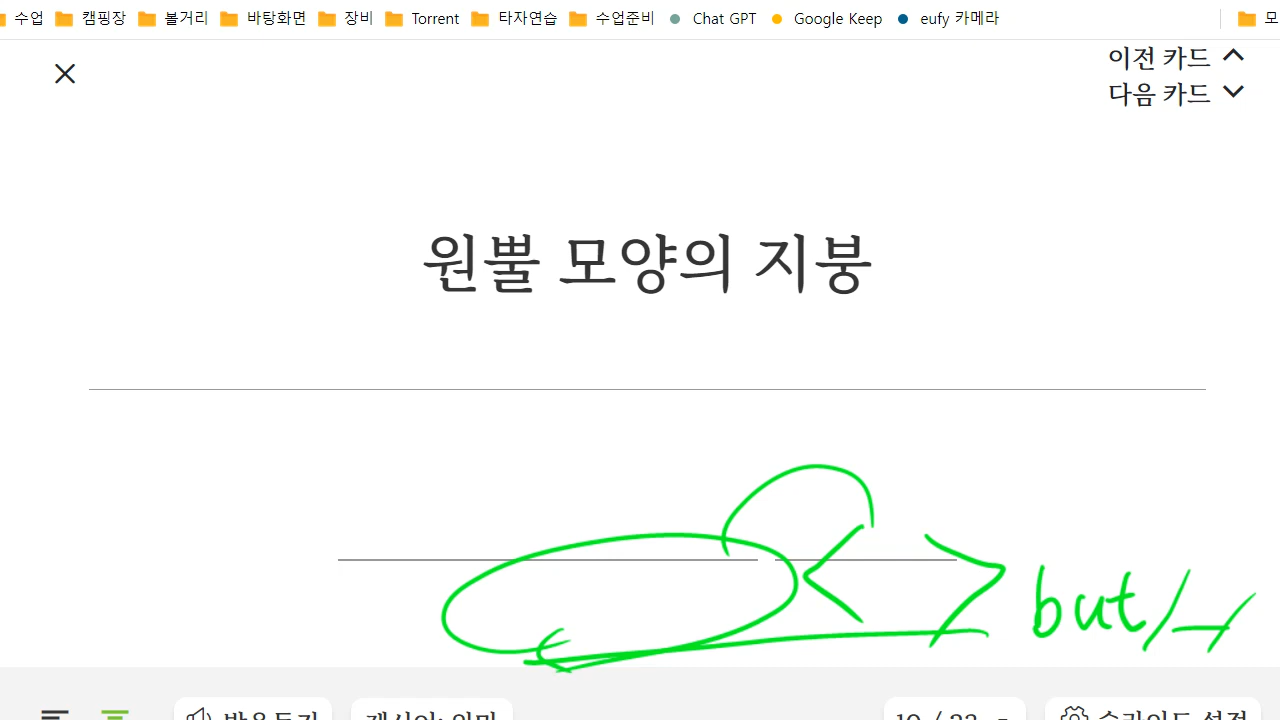 수업 캠핑장 볼거리 바탕화면 장비 Torrent 타자연습 수업준비 Chat GPT Google Keep eufy 카메라 모
이전 카드
다음 카드
원뿔 모양의 지붕
but/